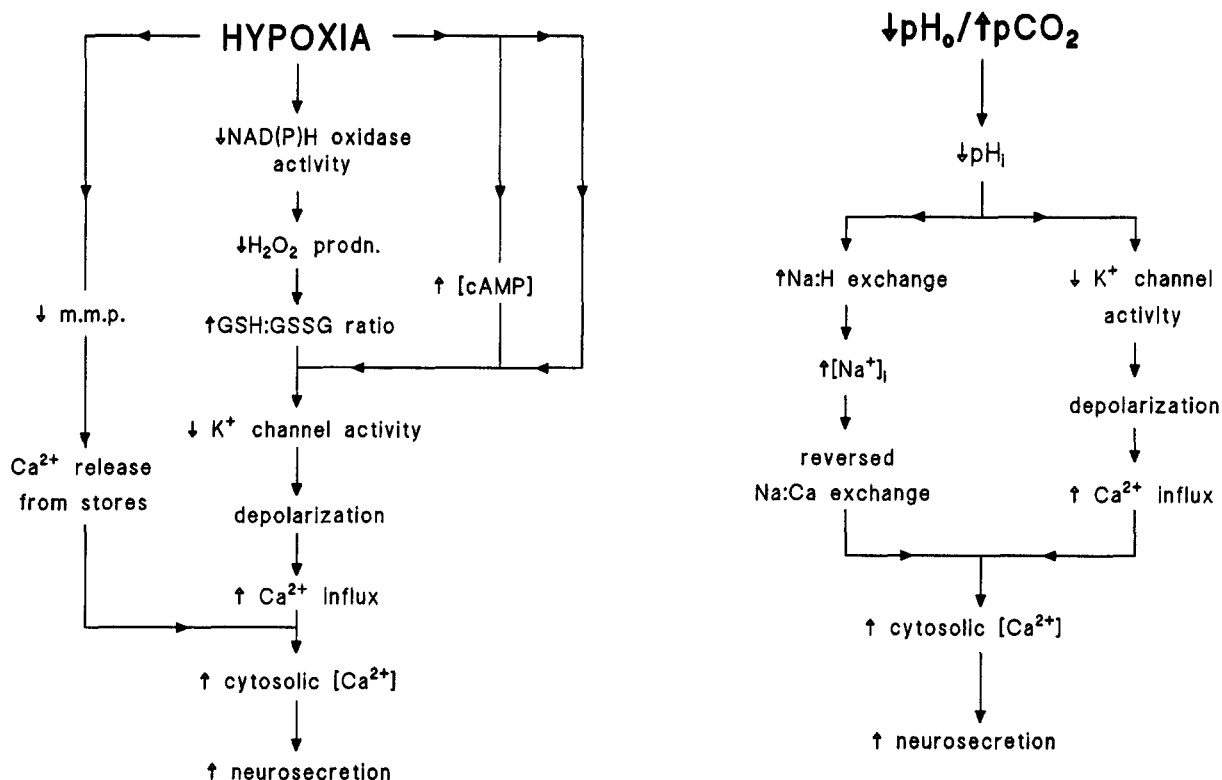 HYPOXIA
↓NAD(P)H oxidase
activity
↓H₂O₂ prodn.
↑ [cAMP]
↓ m.m.p.
↑GSH:GSSG ratio
↓ K⁺ channel activity
Ca²⁺ release
from stores
depolarization
↑ Ca²⁺ influx
↑ cytosolic [Ca²⁺]
↑ neurosecretion
↓pHₒ/↑pCO₂
↓pHᵢ
↑Na:H exchange
↑[Na⁺]ᵢ
reversed
Na:Ca exchange
↓ K⁺ channel
activity
depolarization
↑ Ca²⁺ influx
↑ cytosolic [Ca²⁺]
↑ neurosecretion